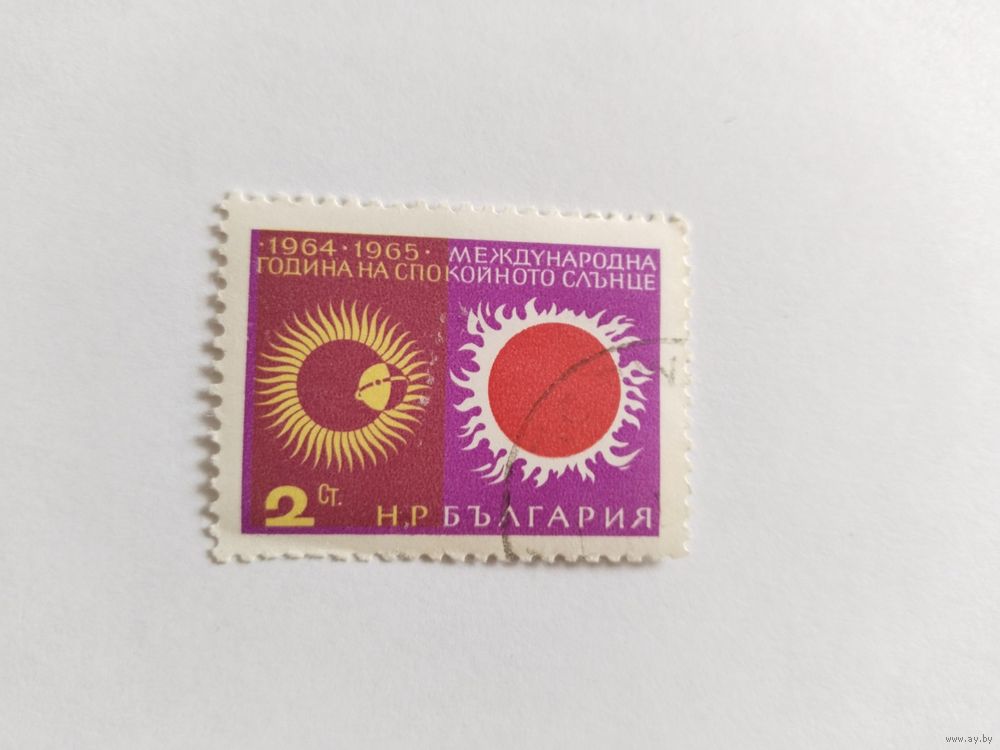 ·1964·1965· МЕЖДУНАРОДНА
ГОДИНА НА СПОКОЙНОТО СЛЪНЦЕ
2 Ст.
Н.Р БЪЛГАРИЯ
www.ay.by